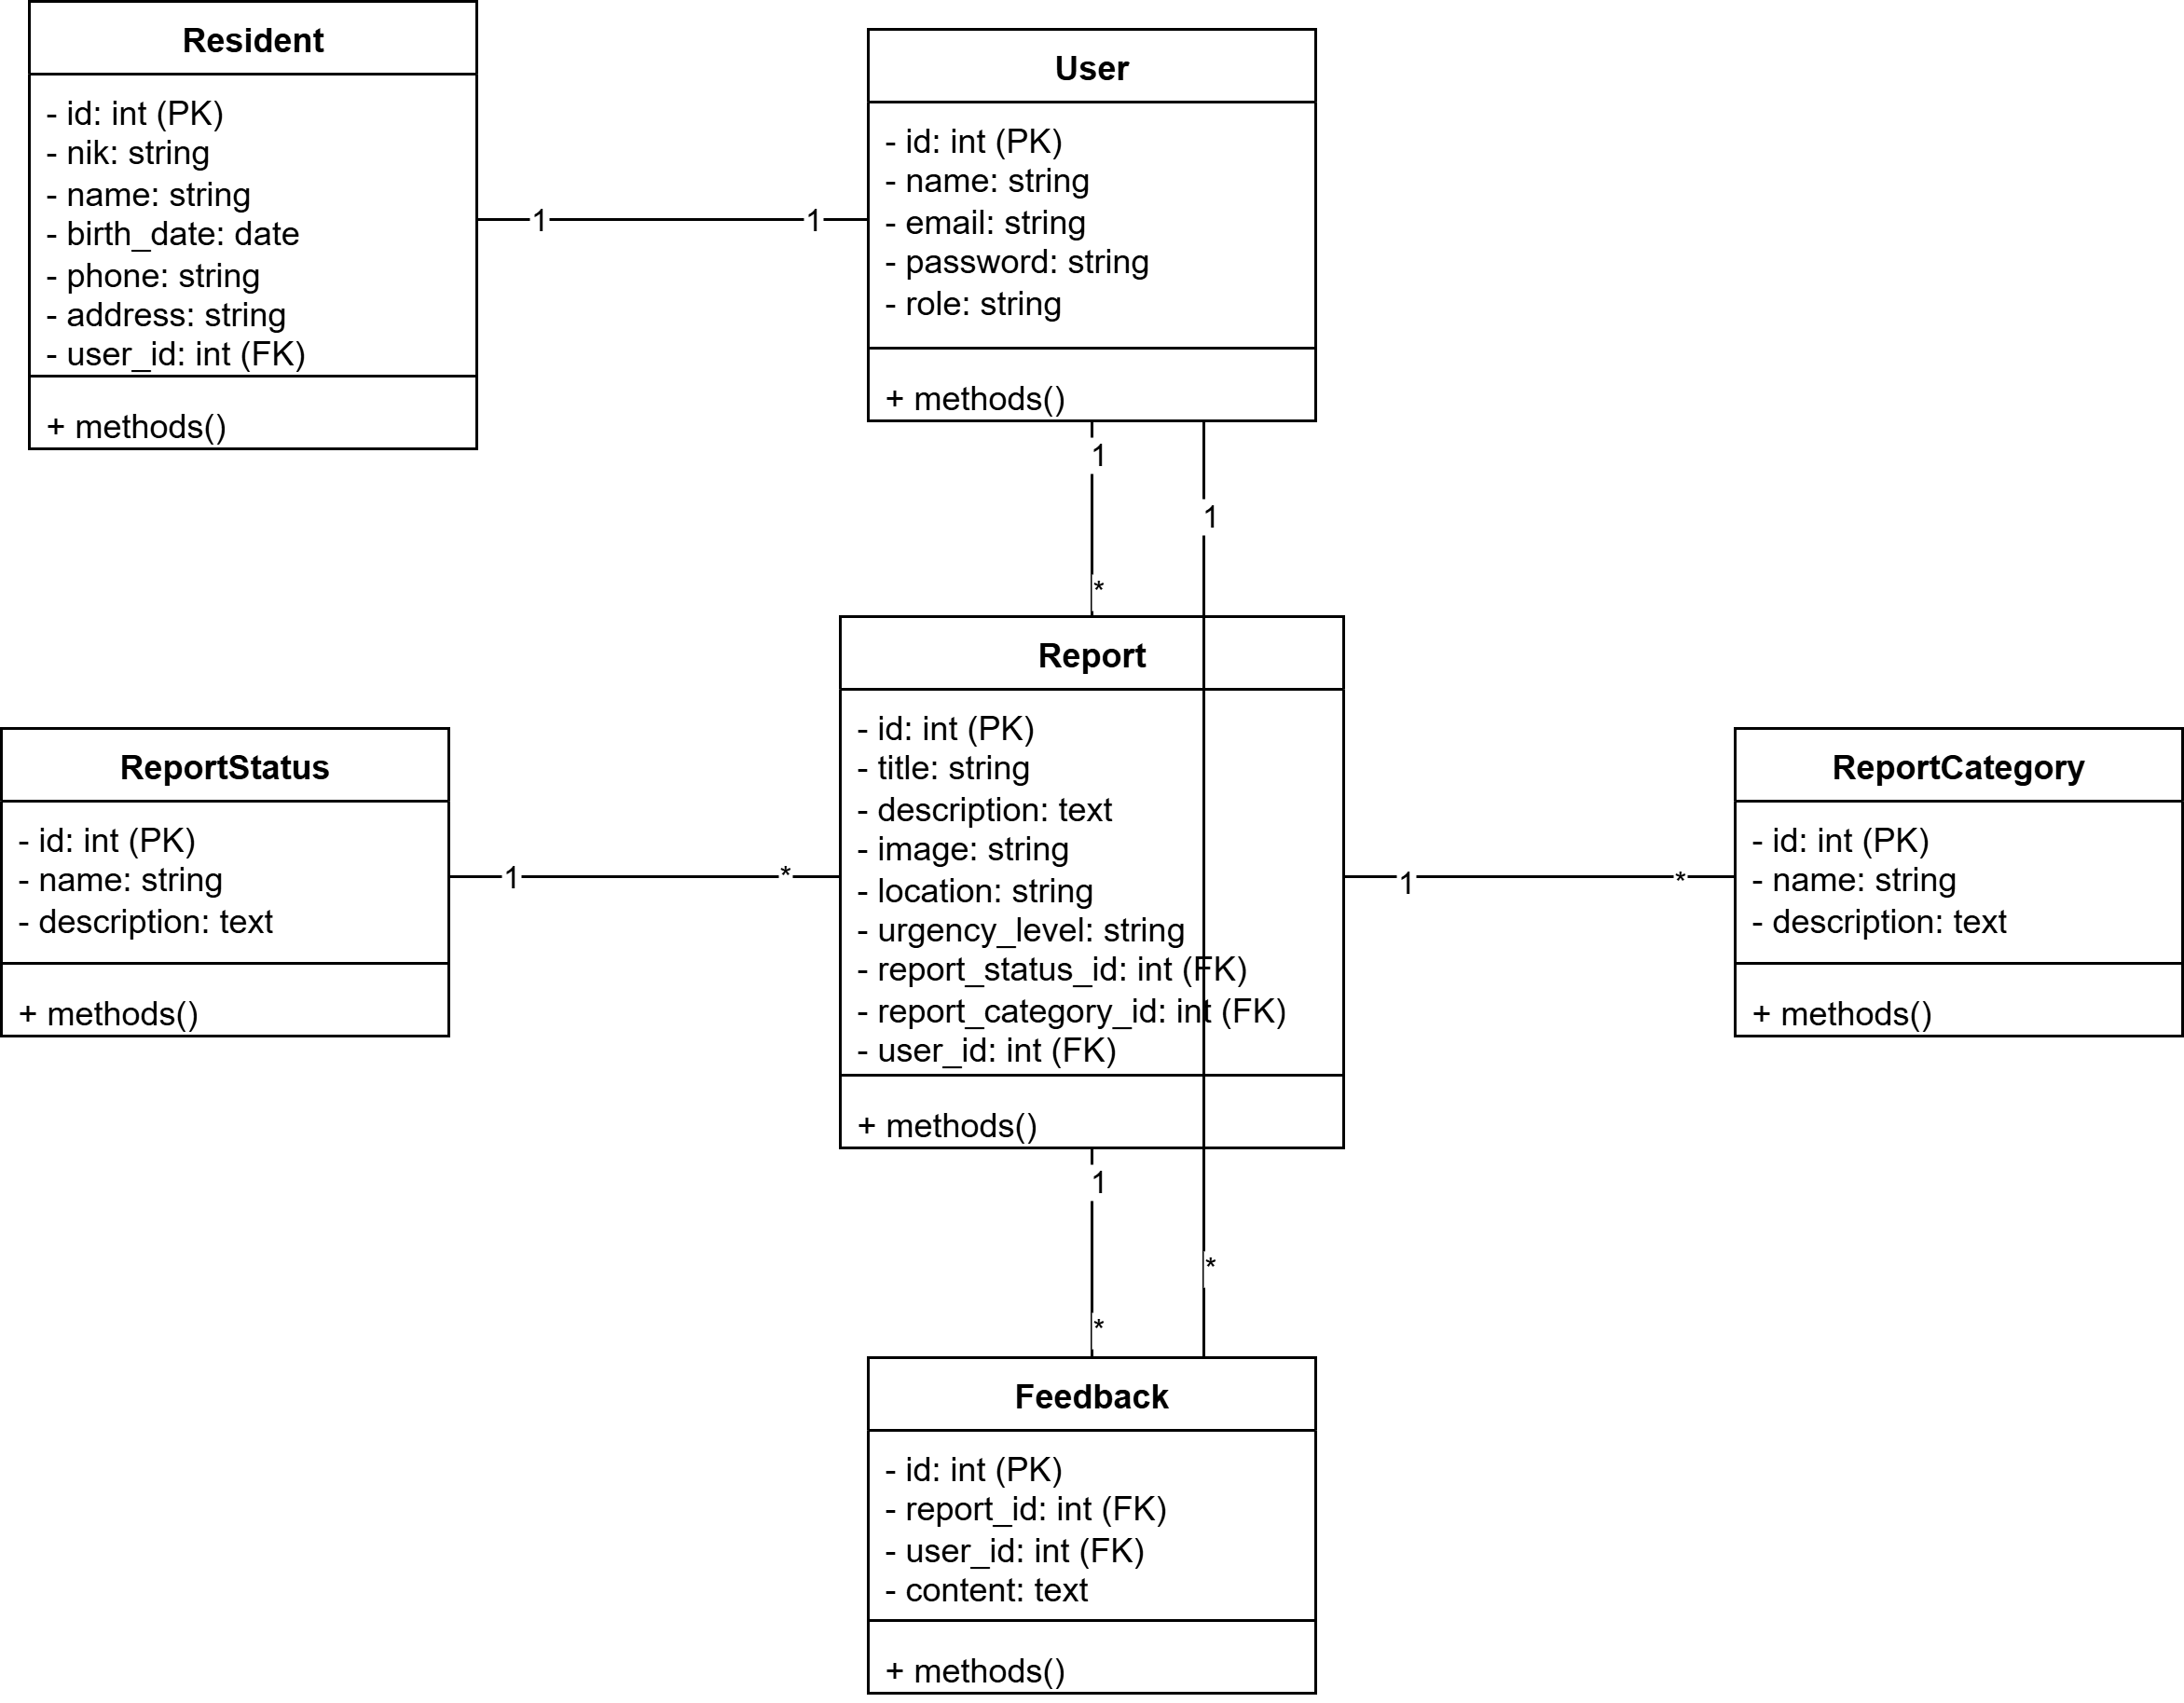 Resident
- id: int (PK)
- nik: string
- name: string
- birth_date: date
- phone: string
- address: string
- user_id: int (FK)
+ methods()
1
1
User
- id: int (PK)
- name: string
- email: string
- password: string
- role: string
+ methods()
1
*
1
*
ReportStatus
- id: int (PK)
- name: string
- description: text
+ methods()
1
*
Report
- id: int (PK)
- title: string
- description: text
- image: string
- location: string
- urgency_level: string
- report_status_id: int (FK)
- report_category_id: int (FK)
- user_id: int (FK)
+ methods()
1
*
ReportCategory
- id: int (PK)
- name: string
- description: text
+ methods()
1
*
Feedback
- id: int (PK)
- report_id: int (FK)
- user_id: int (FK)
- content: text
+ methods()